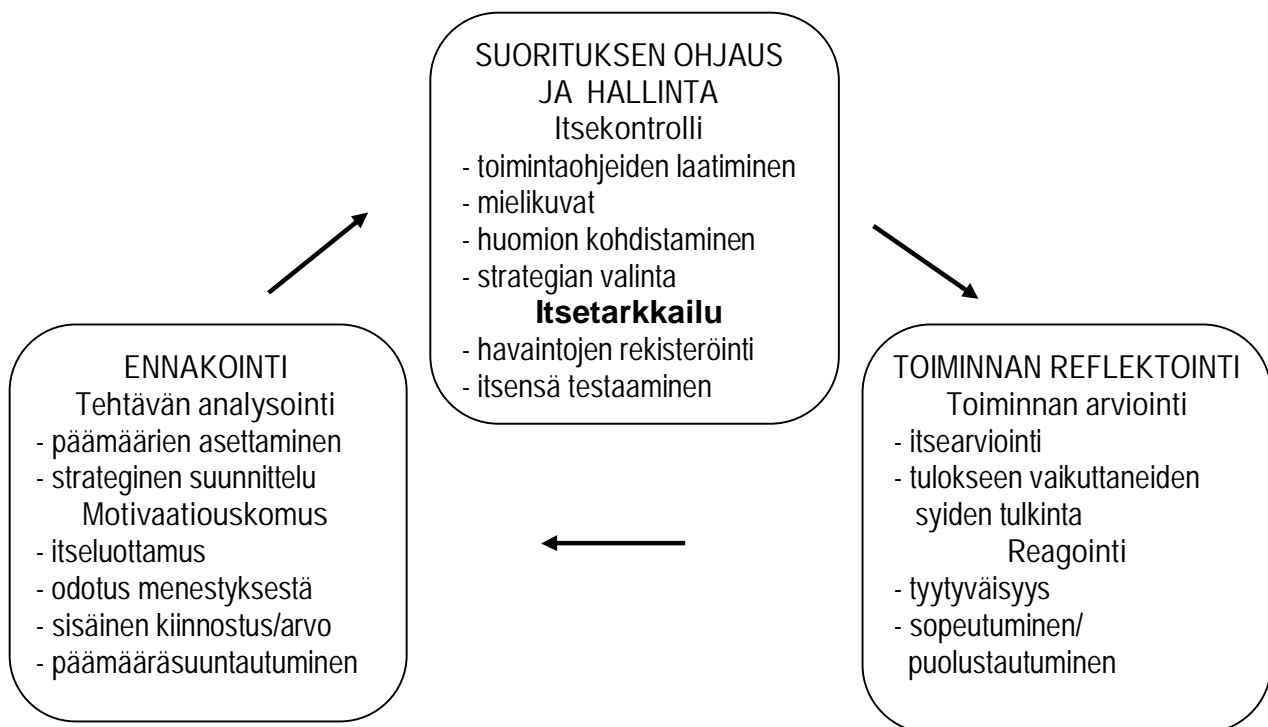 SUORITUKSEN OHJAUS
JA HALLINTA
Itsekontrolli
- toimintaohjeiden laatiminen
- mielikuvat
- huomion kohdistaminen
- strategian valinta
Itsetarkkailu
- havaintojen rekisteröinti
- itsensä testaaminen
ENNAKOINTI
Tehtävän analysointi
- päämäärien asettaminen
- strateginen suunnittelu
Motivaatiouskomus
- itseluottamus
- odotus menestyksestä
- sisäinen kiinnostus/arvo
- päämääräsuuntautuminen
TOIMINNAN REFLEKTOINTI
Toiminnan arviointi
- itsearviointi
- tulokseen vaikuttaneiden
syiden tulkinta
Reagointi
- tyytyväisyys
- sopeutuminen/
puolustautuminen